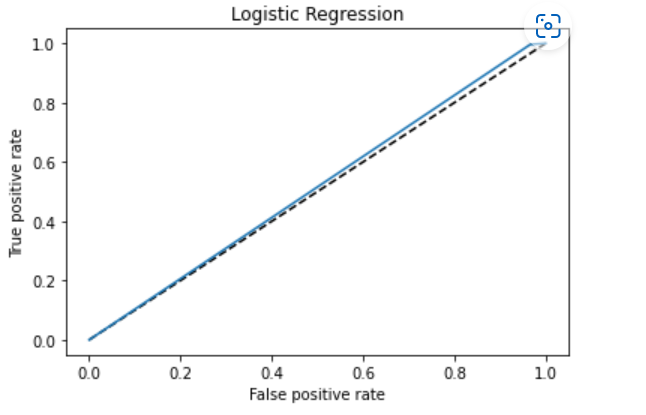 Logistic Regression
1.0
0.8
0.6
0.4
0.2
0.0
True positive rate
0.0 0.2 0.4 0.6 0.8 1.0
False positive rate